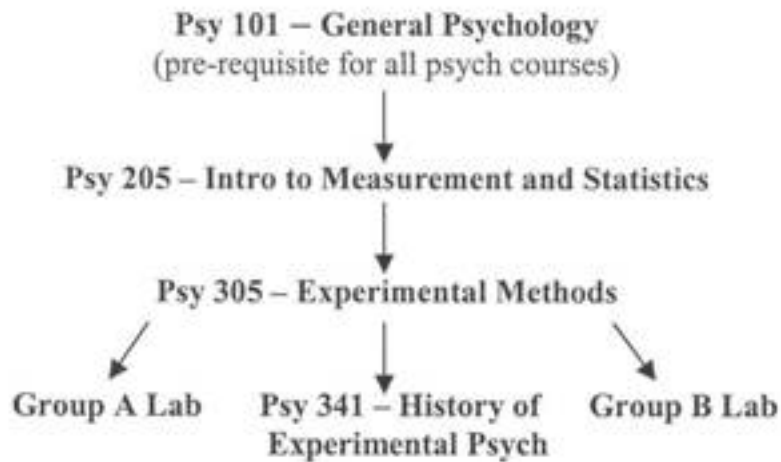 Psy 101 – General Psychology
(pre-requisite for all psych courses)
Psy 205 – Intro to Measurement and Statistics
Psy 305 – Experimental Methods
Group A Lab
Psy 341 – History of
Experimental Psych
Group B Lab